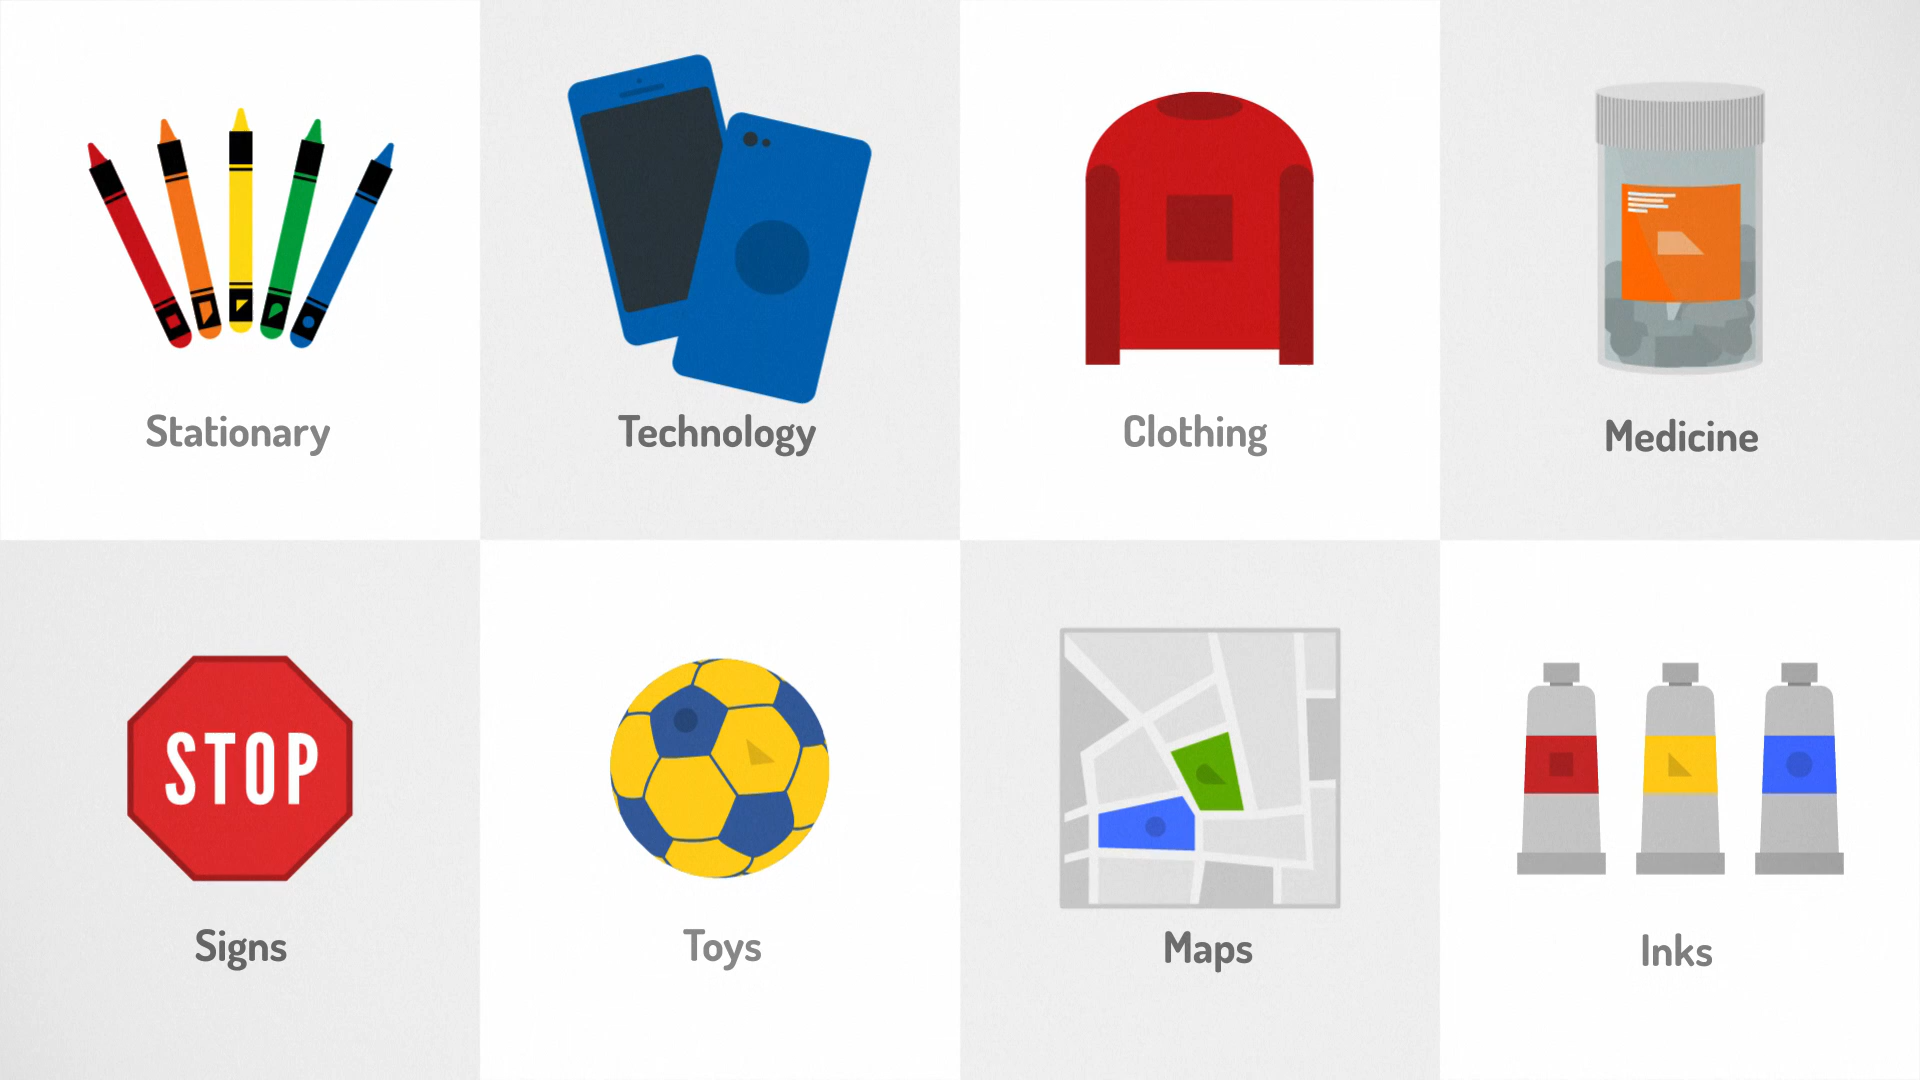 Stationary
Technology
Clothing
Medicine
STOP
Signs
Toys
Maps
Inks